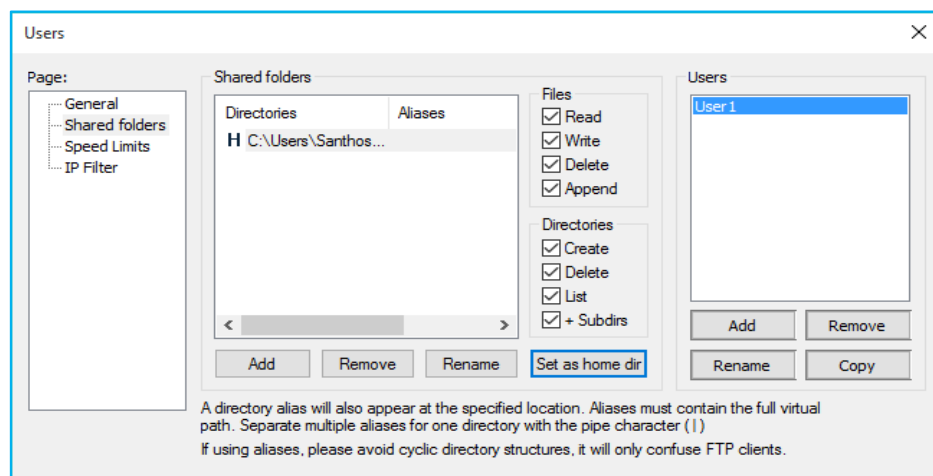 Users
Page:
General
Shared folders
Speed Limits
IP Filter
Shared folders
Directories Aliases
H C:\Users\Santhos...
Files
Read
Write
Delete
Append
Directories
Create
Delete
List
+ Subdirs
Add Remove Rename Set as home dir
Users
User1
Add Remove
Rename Copy
A directory alias will also appear at the specified location. Aliases must contain the full virtual
path. Separate multiple aliases for one directory with the pipe character ( | )
If using aliases, please avoid cyclic directory structures, it will only confuse FTP clients.